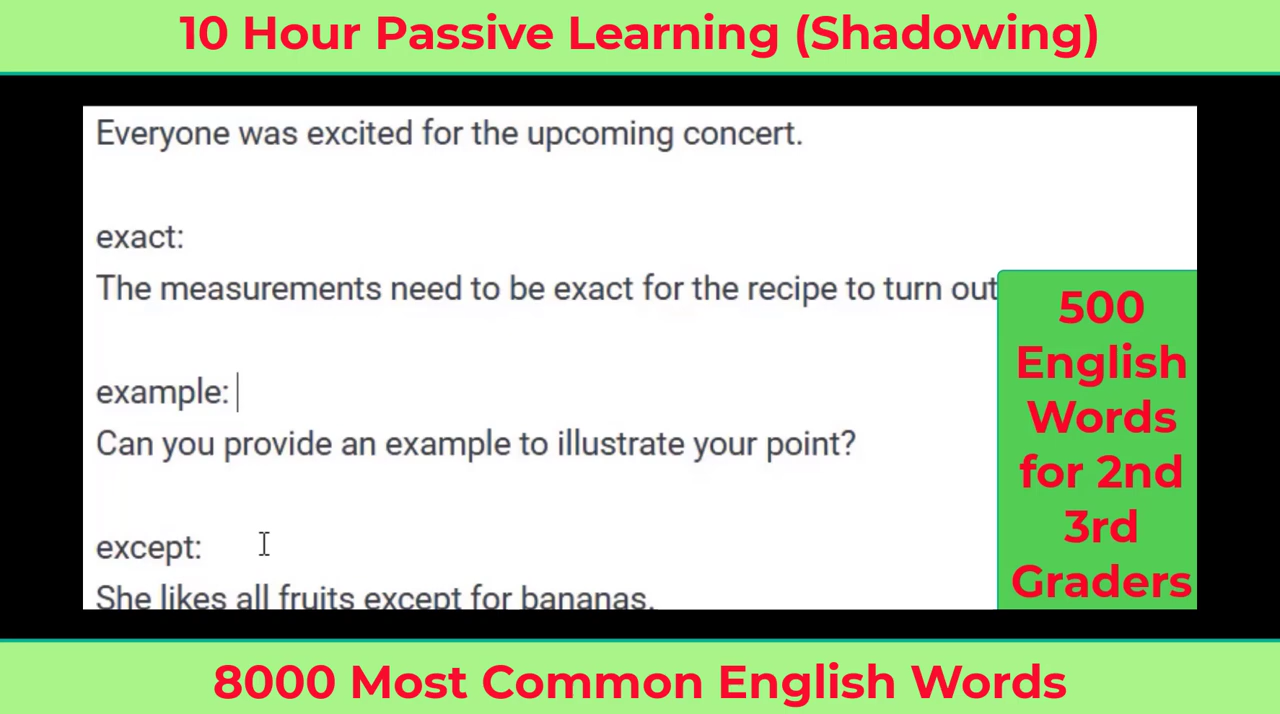 10 Hour Passive Learning (Shadowing)
Everyone was excited for the upcoming concert.
exact:
The measurements need to be exact for the recipe to turn out
example:
Can you provide an example to illustrate your point?
except:
She likes all fruits except for bananas.
500
English
Words
for 2nd
3rd
Graders
8000 Most Common English Words